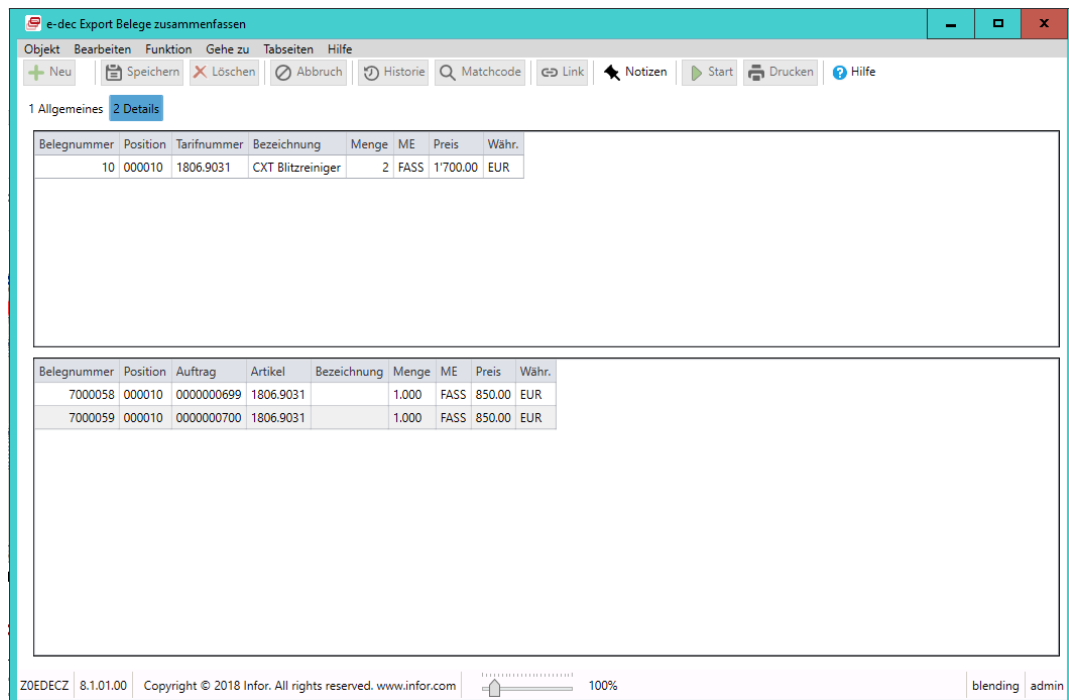 e-dec Export Belege zusammenfassen
Objekt Bearbeiten Funktion Gehe zu Tabseiten Hilfe
Neu Speichern Löschen Abbruch Historie Matchcode Link Notizen Start Drucken Hilfe
1 Allgemeines 2 Details
Belegnummer Position Tarifnummer Bezeichnung Menge ME Preis Währ.
10 000010 1806.9031 CXT Blitzreiniger 2 FASS 1'700.00 EUR
Belegnummer Position Auftrag Artikel Bezeichnung Menge ME Preis Währ.
7000058 000010 0000000699 1806.9031 1.000 FASS 850.00 EUR
7000059 000010 0000000700 1806.9031 1.000 FASS 850.00 EUR
Z0EDECZ 8.1.01.00 Copyright © 2018 Infor. All rights reserved. www.infor.com 100% blending admin